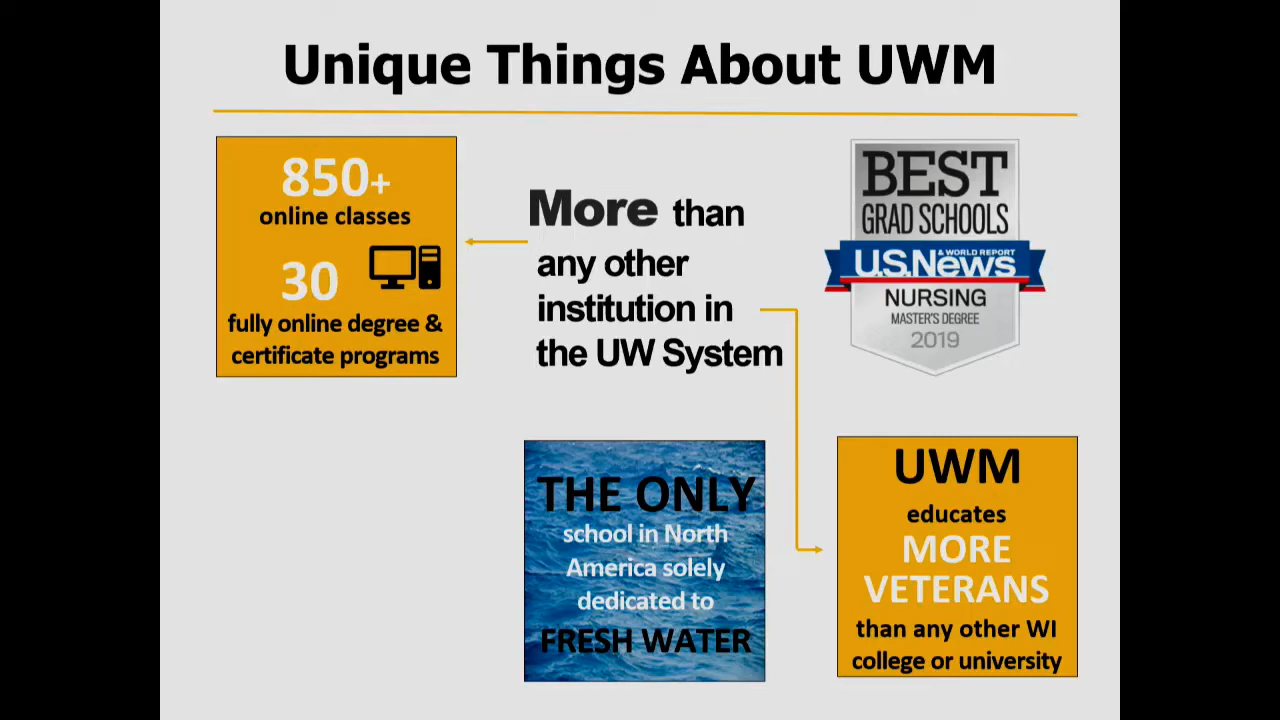 Unique Things About UWM
850+
online classes
30
fully online degree &
certificate programs
More than
any other
institution in
the UW System
BEST
GRAD SCHOOLS
U.S.News
& WORLD REPORT
NURSING
MASTER'S DEGREE
2019
THE ONLY
school in North
America solely
dedicated to
FRESH WATER
UWM
educates
MORE
VETERANS
than any other WI
college or university